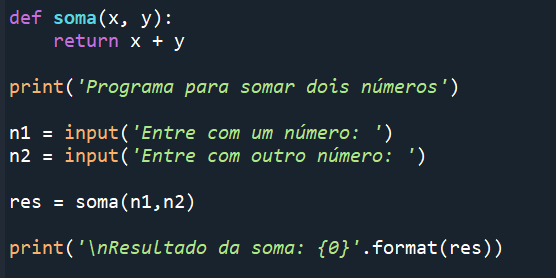 def soma(x, y):
    return x + y
print('Programa para somar dois números')
n1 = input('Entre com um número: ')
n2 = input('Entre com outro número: ')
res = soma(n1,n2)
print('\nResultado da soma: {0}'.format(res))